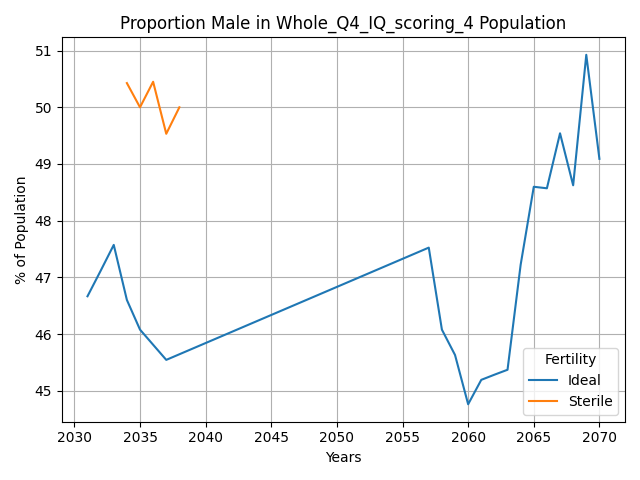 Proportion Male in Whole_Q4_IQ_scoring_4 Population
% of Population
51
50
49
48
47
46
45
2030 2035 2040 2045 2050 2055 2060 2065 2070
Years
Fertility
Ideal
Sterile